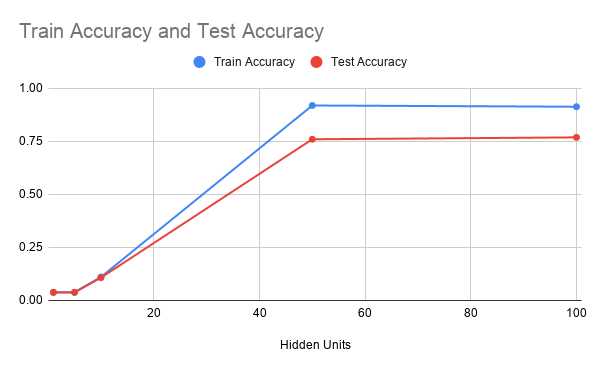 Train Accuracy and Test Accuracy
Train Accuracy Test Accuracy
1.00
0.75
0.50
0.25
0.00
20 40 60 80 100
Hidden Units